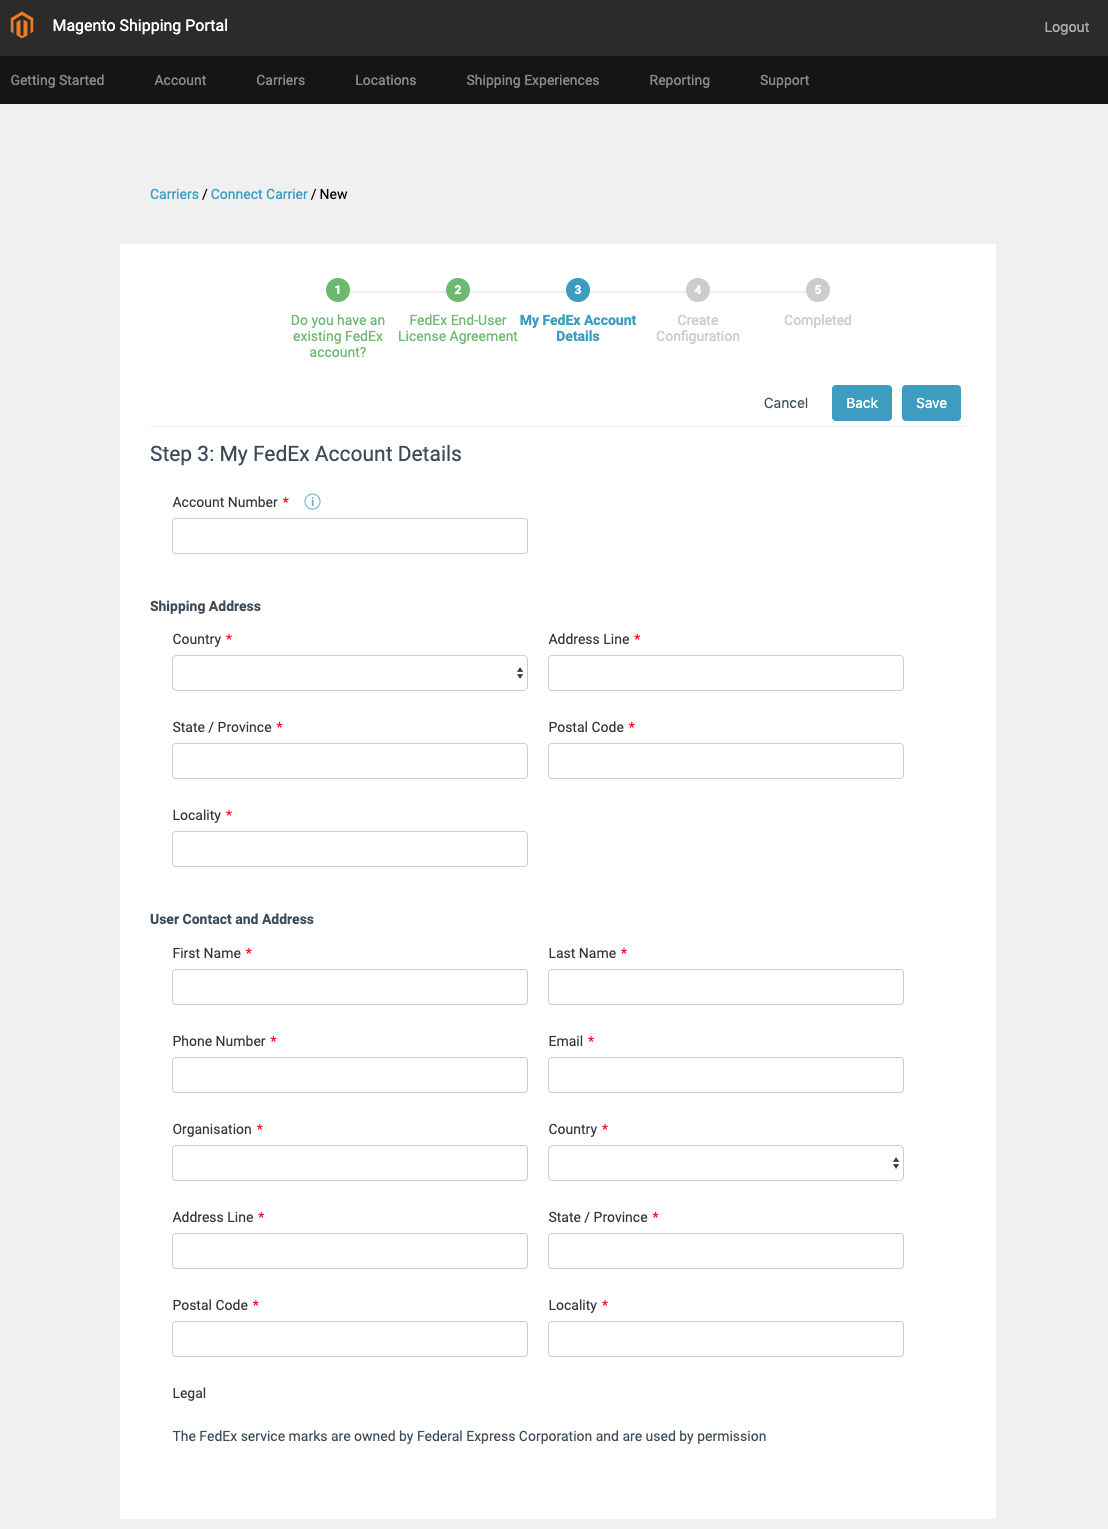 Magento Shipping Portal
Logout
Getting Started Account Carriers Locations Shipping Experiences Reporting Support
Carriers / Connect Carrier / New
1 2 3 4 5
Do you have an existing FedEx account?
FedEx End-User License Agreement
My FedEx Account Details
Create Configuration
Completed
Cancel Back Save
Step 3: My FedEx Account Details
Account Number * i
Shipping Address
Country * Address Line *
State / Province * Postal Code *
Locality *
User Contact and Address
First Name * Last Name *
Phone Number * Email *
Organisation * Country *
Address Line * State / Province *
Postal Code * Locality *
Legal
The FedEx service marks are owned by Federal Express Corporation and are used by permission